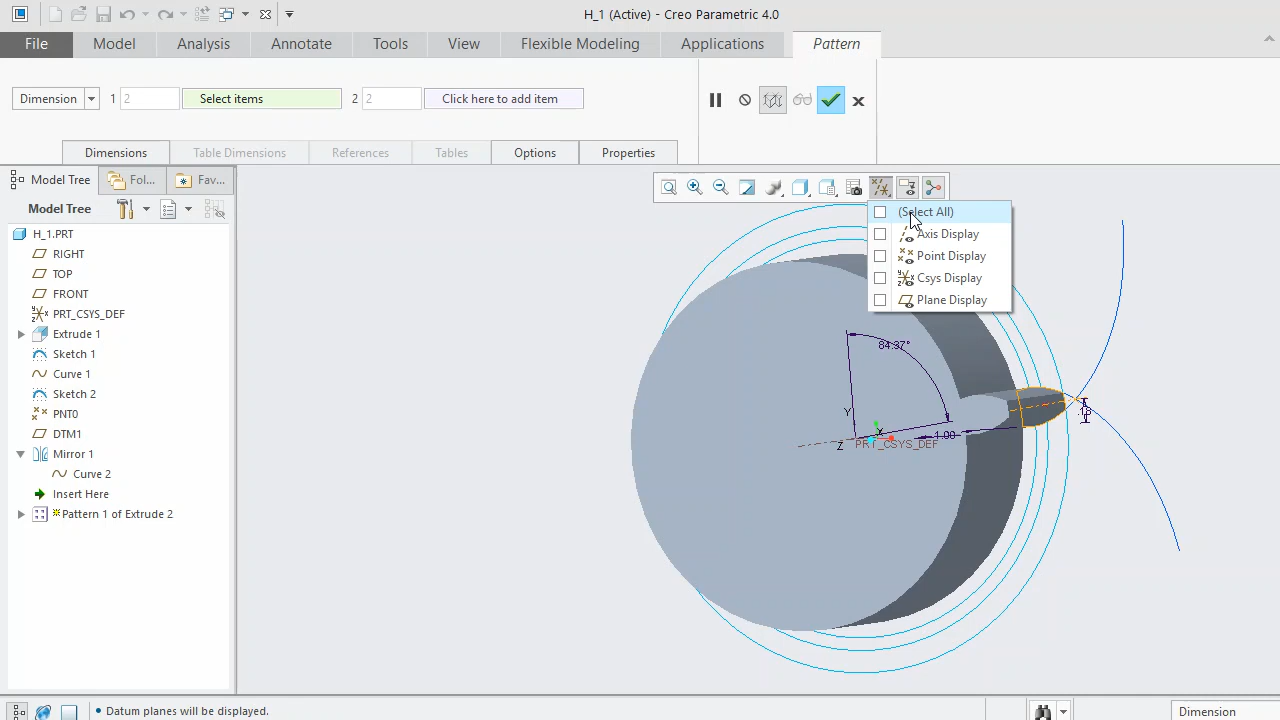 H_1 (Active) - Creo Parametric 4.0
File Model Analysis Annotate Tools View Flexible Modeling Applications Pattern
Dimension 1 2 Select items 2 2 Click here to add item
Dimensions Table Dimensions References Tables Options Properties
Model Tree Fol... Fav...
Model Tree
H_1.PRT
RIGHT
TOP
FRONT
PRT_CSYS_DEF
Extrude 1
Sketch 1
Curve 1
Sketch 2
PNT0
DTM1
Mirror 1
Curve 2
Insert Here
Pattern 1 of Extrude 2
(Select All)
Axis Display
Point Display
Csys Display
Plane Display
84.37°
Y
X
1.00
Z
PRT_CSYS_DEF
Datum planes will be displayed.
Dimension